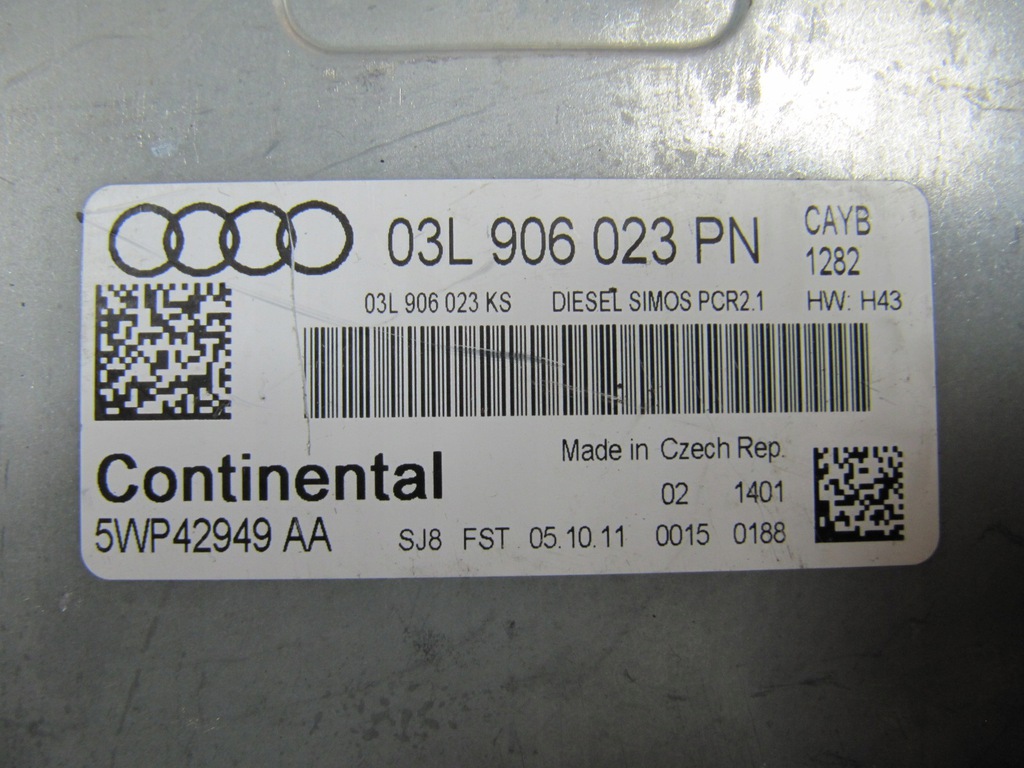 03L 906 023 PN CAYB
1282
03L 906 023 KS DIESEL SIMOS PCR2.1 HW: H43
Made in Czech Rep.
Continental
02 1401
5WP42949 AA SJ8 FST 05.10.11 0015 0188